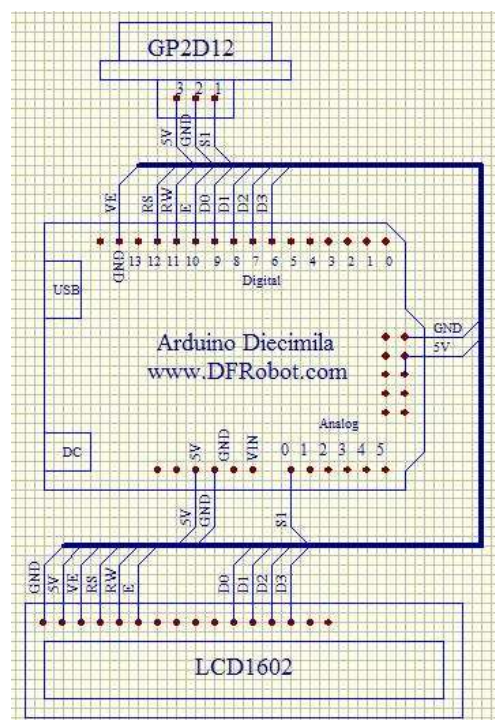 GP2D12
3 2 1
5V GND S1
VE RS RW E D0 D1 D2 D3
GND 13 12 11 10 9 8 7 6 5 4 3 2 1 0
Digital
USB
GND
5V
Arduino Diecimila
www.DFRobot.com
Analog
DC
5V GND VIN 0 1 2 3 4 5
5V GND S1
GND 5V VE RS RW E D0 D1 D2 D3
LCD1602